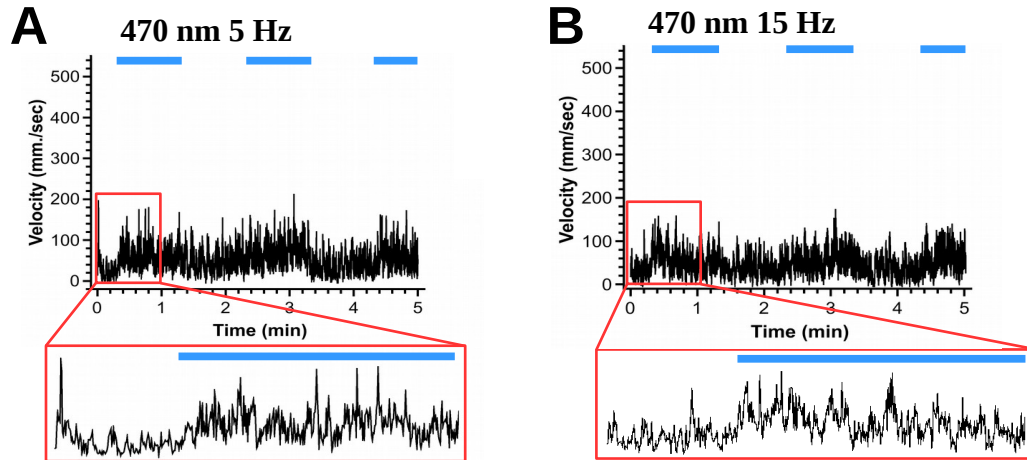 A
470 nm 5 Hz
500
400
300
200
100
0
Velocity (mm./sec)
0 1 2 3 4 5
Time (min)
B
470 nm 15 Hz
500
400
300
200
100
0
Velocity (mm/sec)
0 1 2 3 4 5
Time (min)